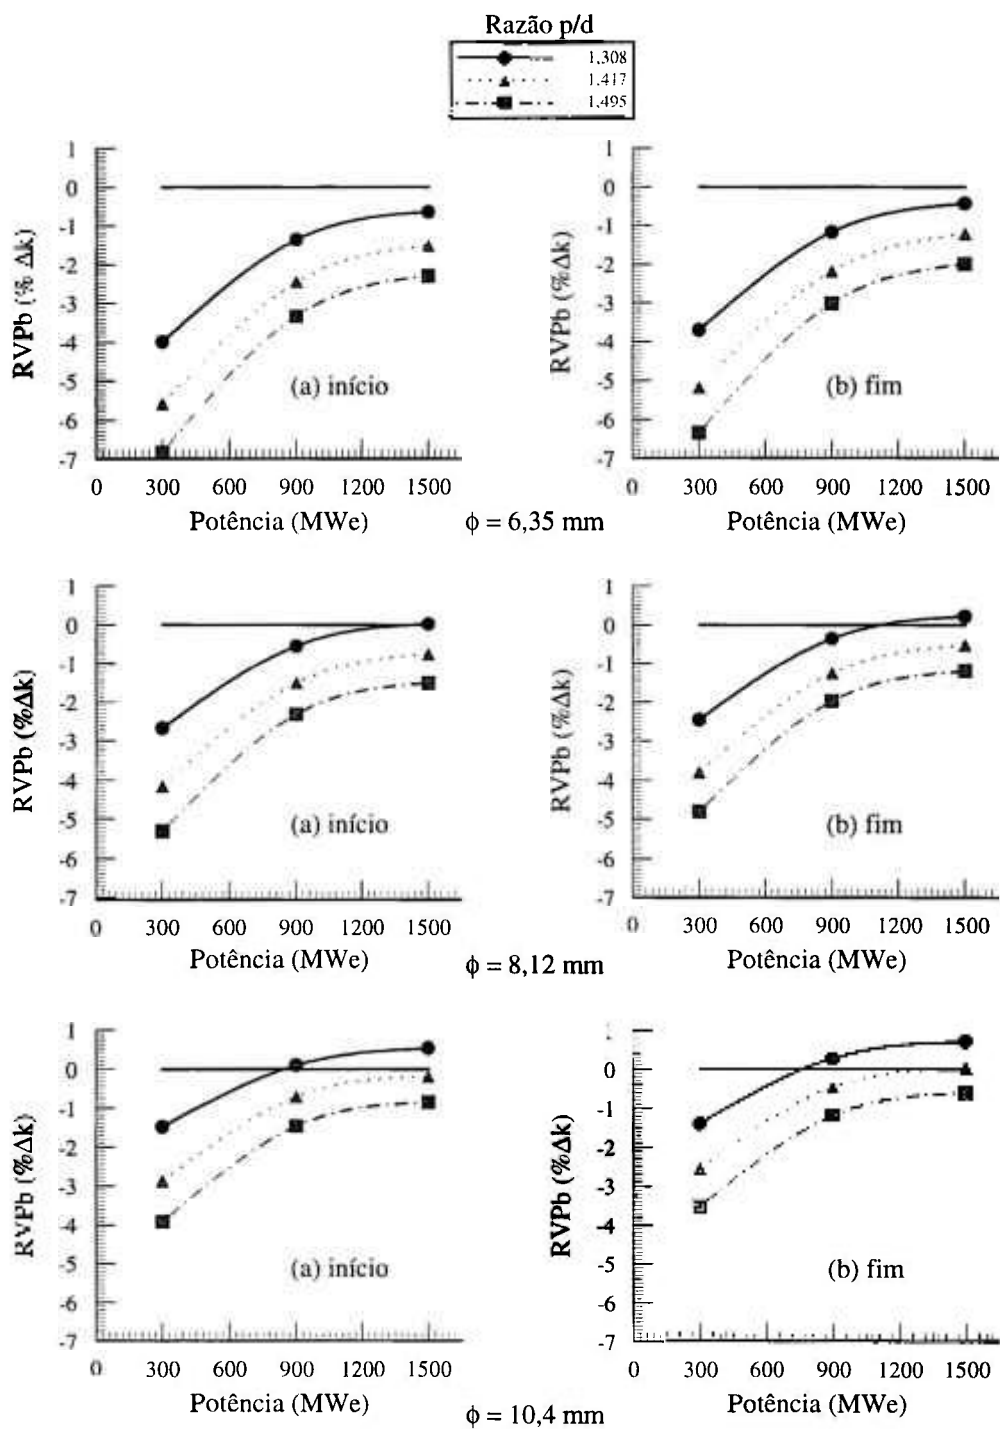 Razão p/d
1,308
1,417
1,495
1
0
-1
-2
-3
-4
-5
-6
-7
RVPb (% Δk)
(a) início
0 300 600 900 1200 1500
Potência (MWe)
1
0
-1
-2
-3
-4
-5
-6
-7
RVPb (%Δk)
(b) fim
0 300 600 900 1200 1500
Potência (MWe)
ϕ = 6,35 mm
1
0
-1
-2
-3
-4
-5
-6
-7
RVPb (%Δk)
(a) início
0 300 600 900 1200 1500
Potência (MWe)
1
0
-1
-2
-3
-4
-5
-6
-7
RVPb (%Δk)
(b) fim
0 300 600 900 1200 1500
Potência (MWe)
ϕ = 8,12 mm
1
0
-1
-2
-3
-4
-5
-6
-7
RVPb (%Δk)
(a) início
0 300 600 900 1200 1500
Potência (MWe)
1
0
-1
-2
-3
-4
-5
-6
-7
RVPb (%Δk)
(b) fim
0 300 600 900 1200 1500
Potência (MWe)
ϕ = 10,4 mm